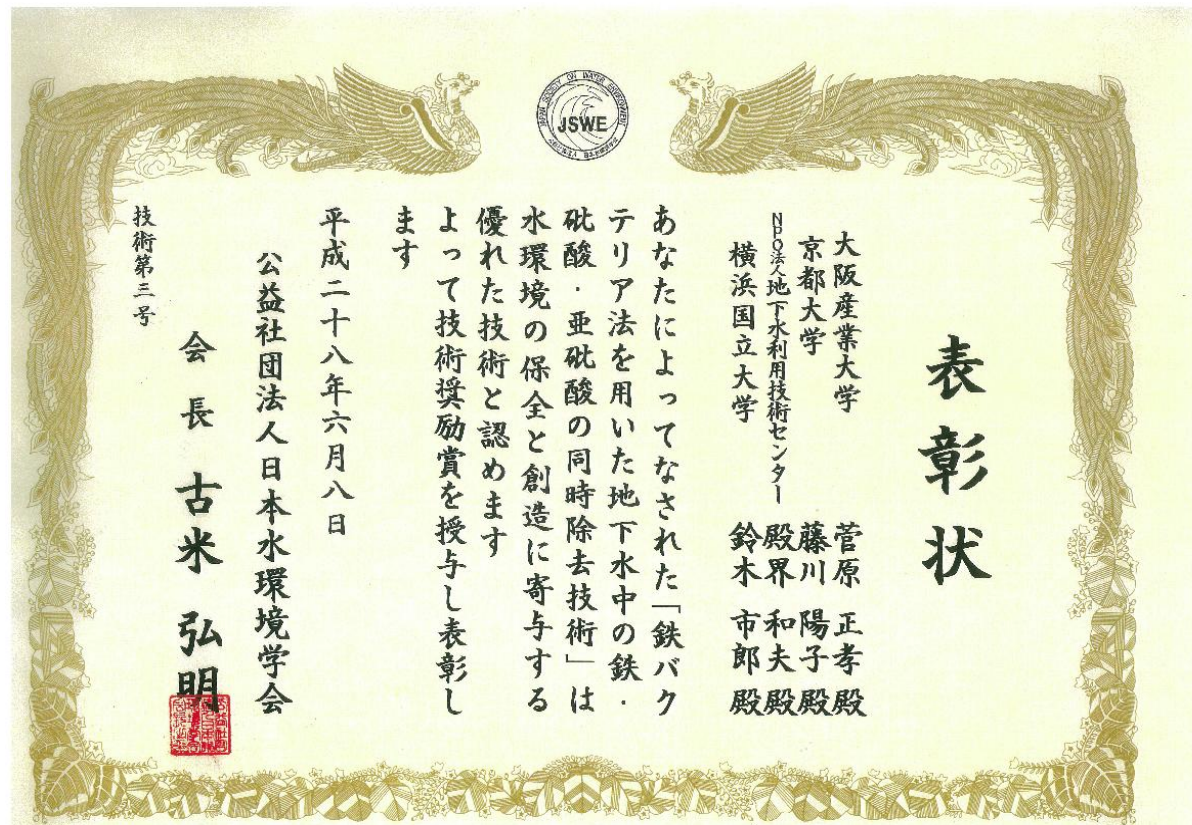 JAPAN SOCIETY ON WATER ENVIRONMENT
JSWE
表彰状
大阪産業大学 菅原 正孝 殿
京都大学 藤川 陽子 殿
NPO法人地下水利用技術センター 殿界 和夫 殿
横浜国立大学 鈴木 市郎 殿
あなたによってなされた「鉄バク
テリア法を用いた地下水中の鉄・
砒酸・亜砒酸の同時除去技術」は
水環境の保全と創造に寄与する
優れた技術と認めます
よって技術奨励賞を授与し表彰し
ます
平成二十八年六月八日
公益社団法人日本水環境学会
会長 古米 弘明
技術第三号